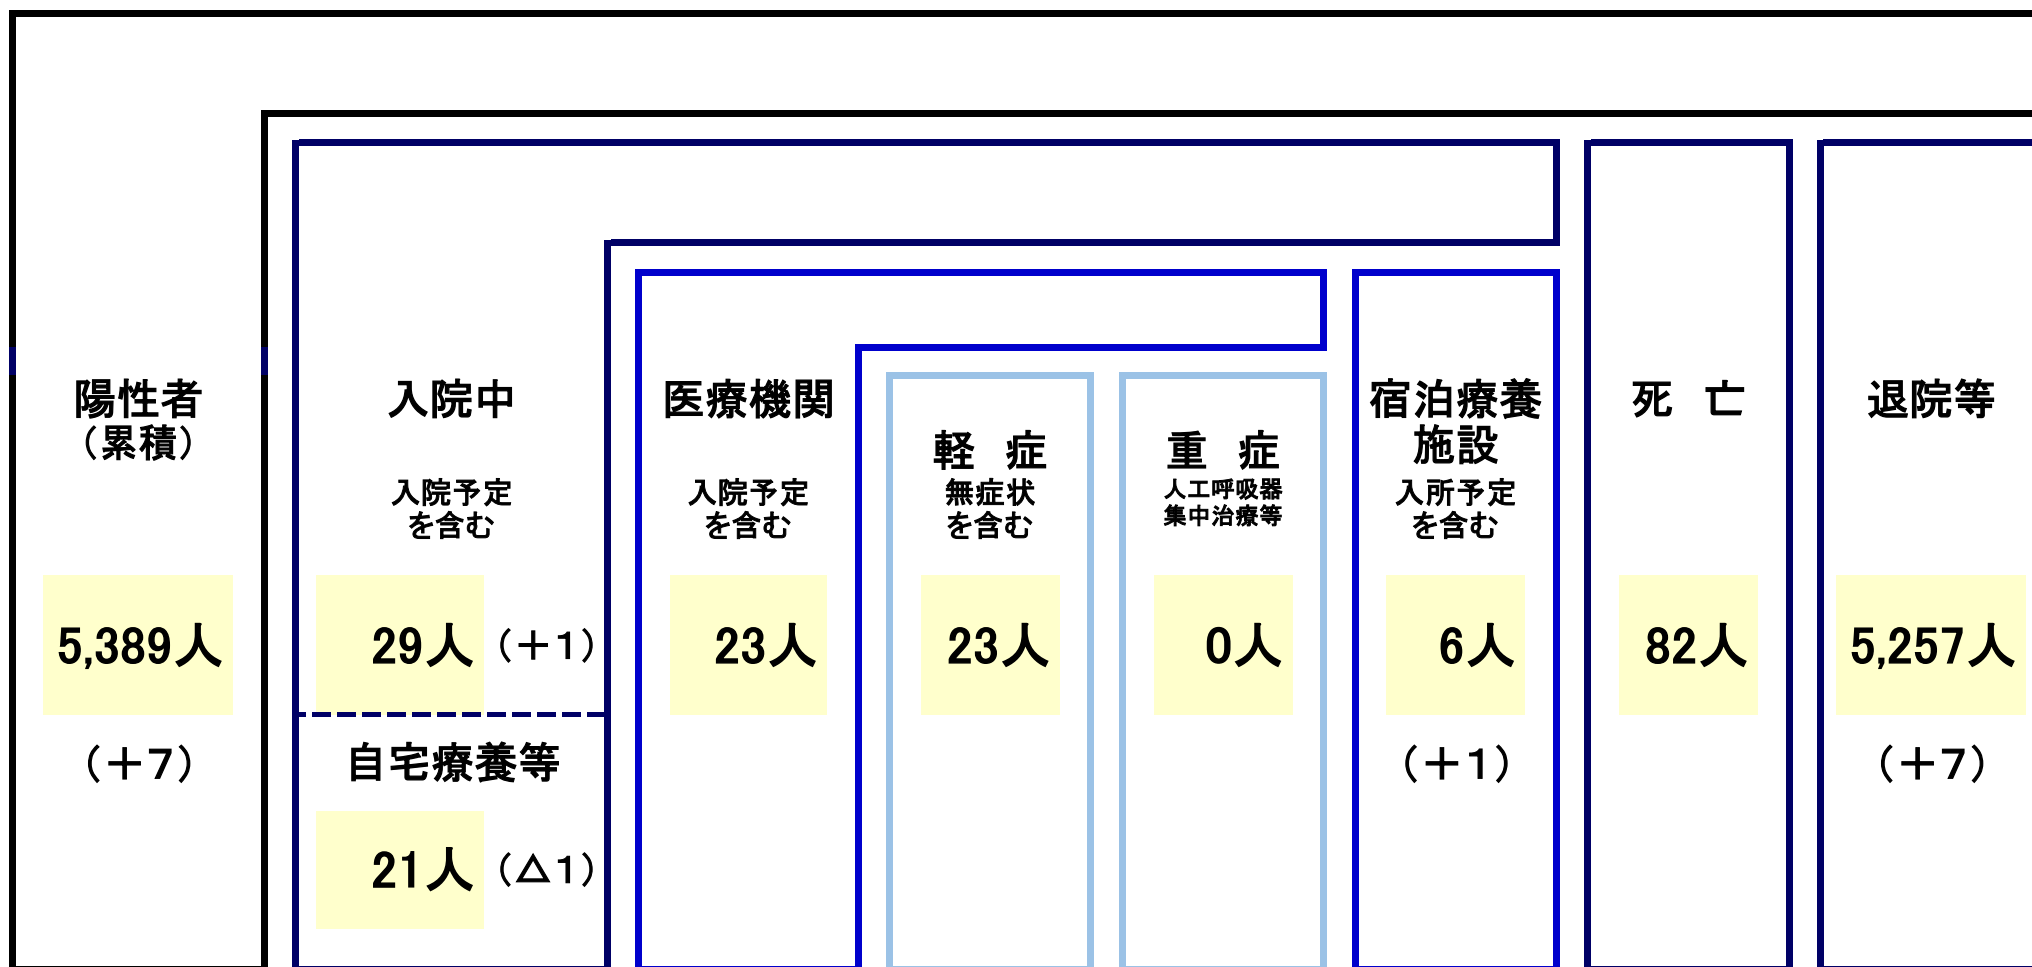 陽性者
（累積）
5,389人
（＋7）
入院中
入院予定
を含む
29人（＋1）
自宅療養等
21人（△1）
医療機関
入院予定
を含む
23人
軽　症
無症状
を含む
23人
重　症
人工呼吸器
集中治療等
0人
宿泊療養
施設
入所予定
を含む
6人
（＋1）
死　亡
82人
退院等
5,257人
（＋7）